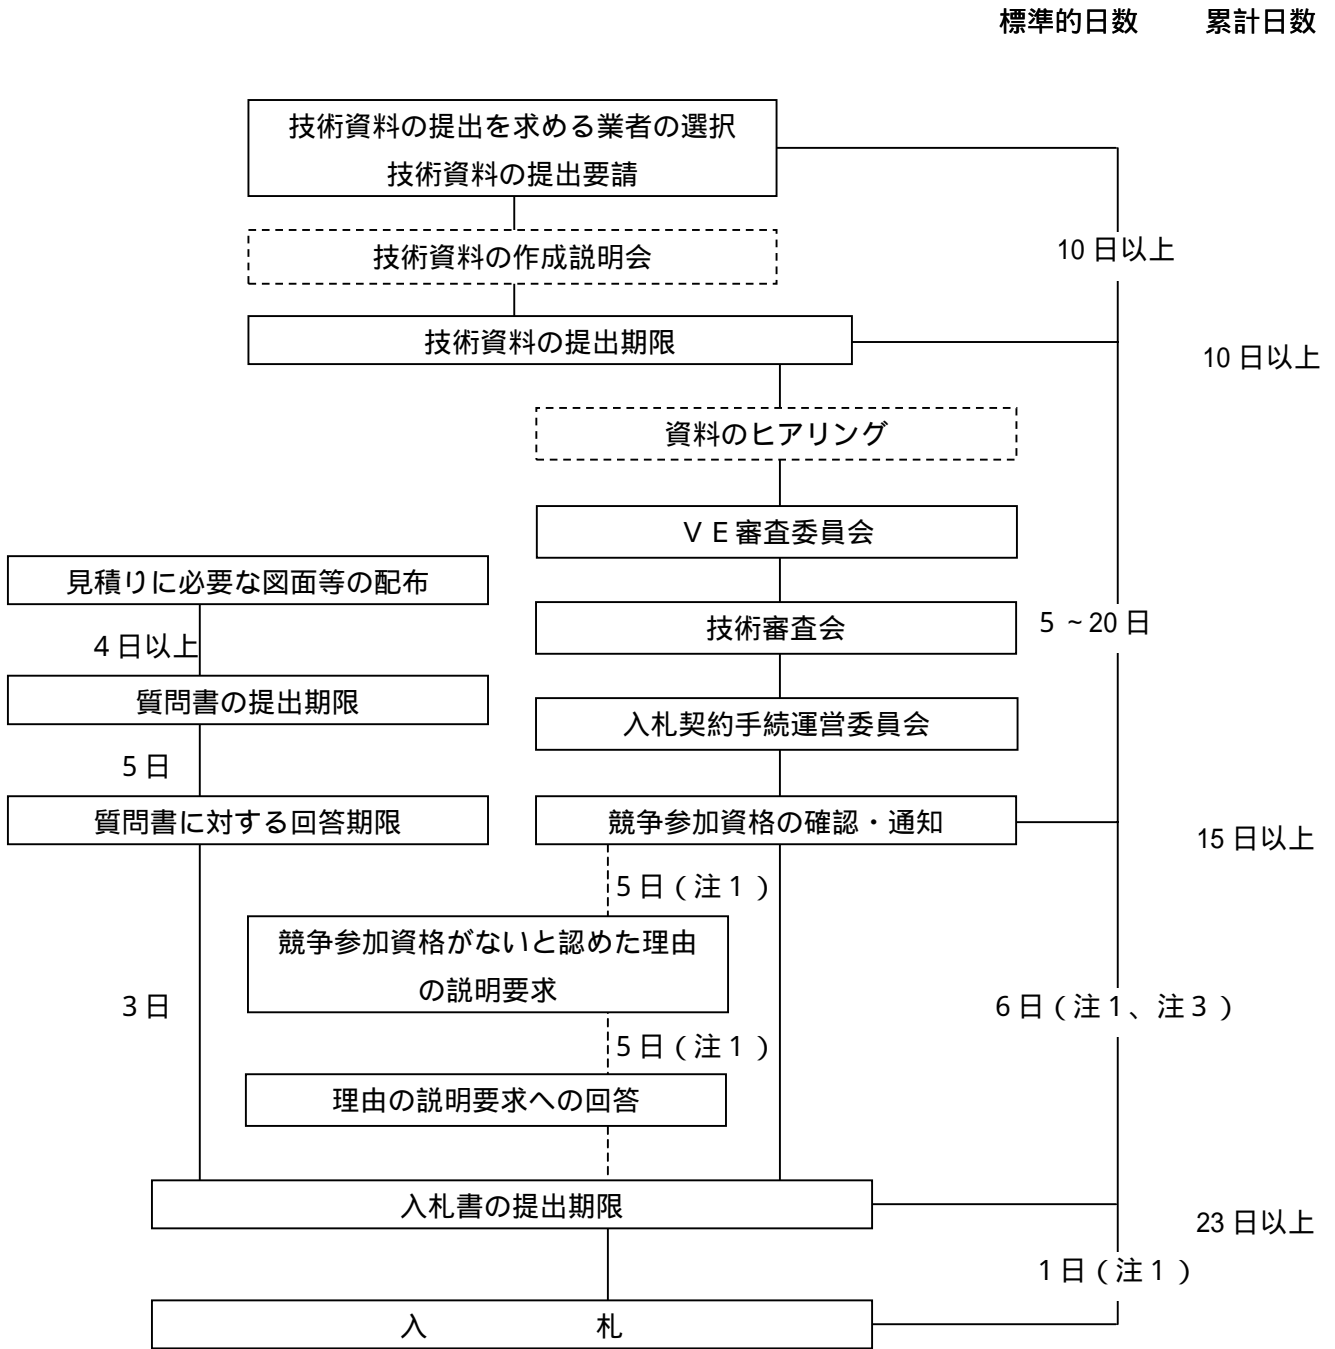 標準的日数 累計日数
技術資料の提出を求める業者の選択
技術資料の提出要請
技術資料の作成説明会
10日以上
技術資料の提出期限
10日以上
資料のヒアリング
VE審査委員会
見積りに必要な図面等の配布
技術審査会
5~20日
4日以上
質問書の提出期限
入札契約手続運営委員会
5日
質問書に対する回答期限
競争参加資格の確認・通知
15日以上
5日(注1)
競争参加資格がないと認めた理由
の説明要求
3日
6日(注1、注3)
5日(注1)
理由の説明要求への回答
入札書の提出期限
23日以上
1日(注1)
入 札